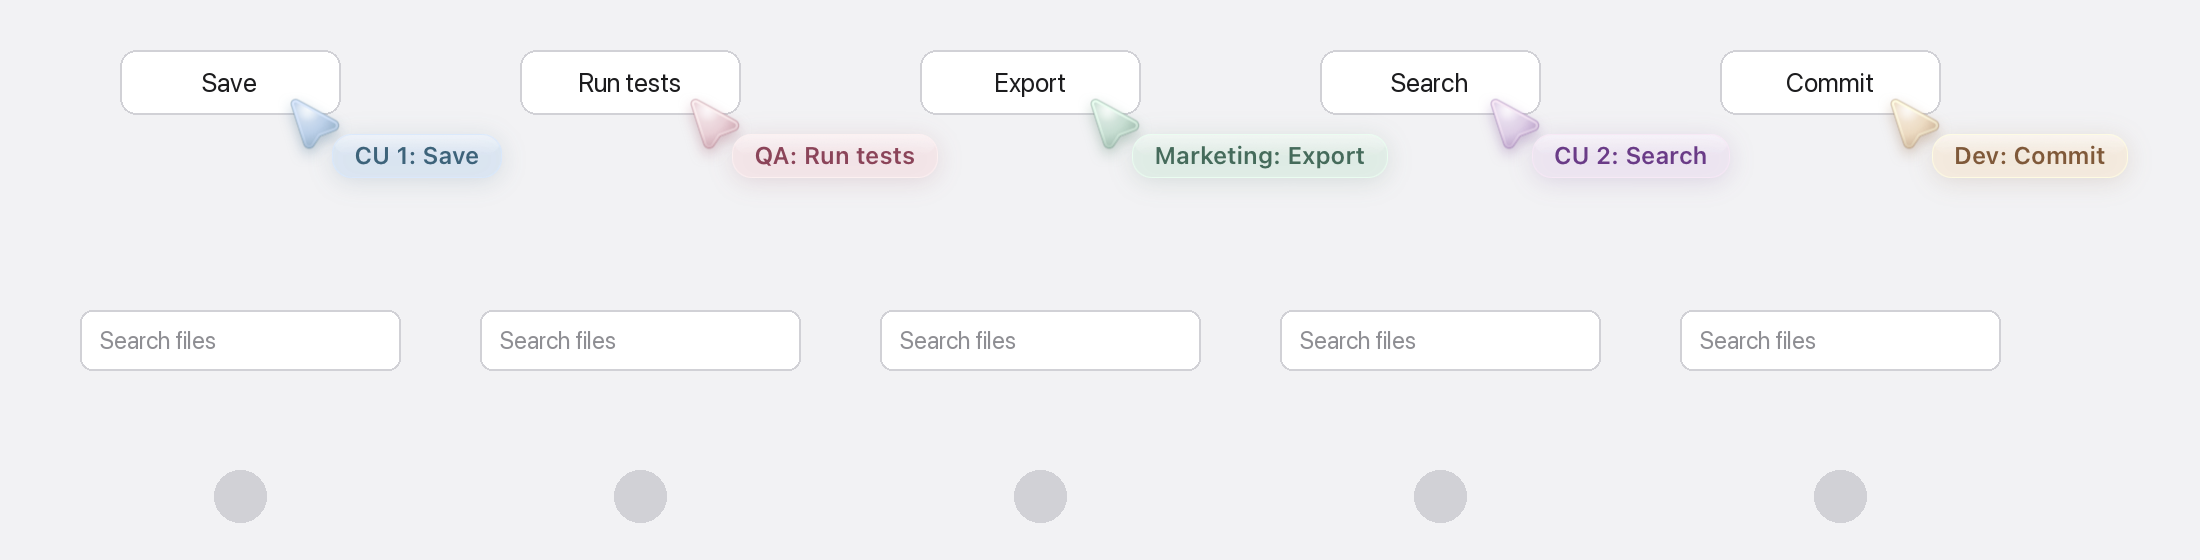 Save
Run tests
Export
Search
Commit
CU 1: Save
QA: Run tests
Marketing: Export
CU 2: Search
Dev: Commit
Search files
Search files
Search files
Search files
Search files